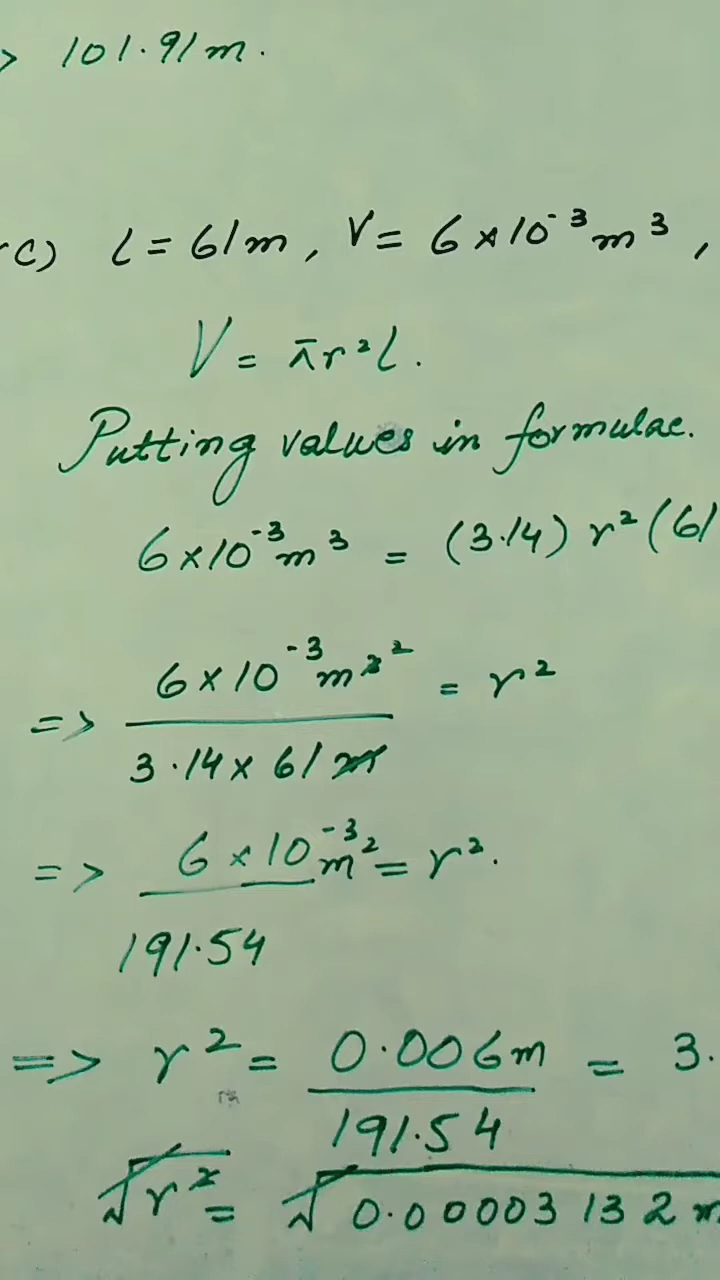 > 101.91m.
c) l = 61m, V = 6×10⁻³m³,
V = πr²l.
Putting values in formulae.
6×10⁻³m³ = (3.14) r² (61
=> 6×10⁻³m² = r²
3.14×61m
=> 6×10⁻³m² = r².
191.54
=> r² = 0.006m = 3.
191.54
√r² = √0.00003132m